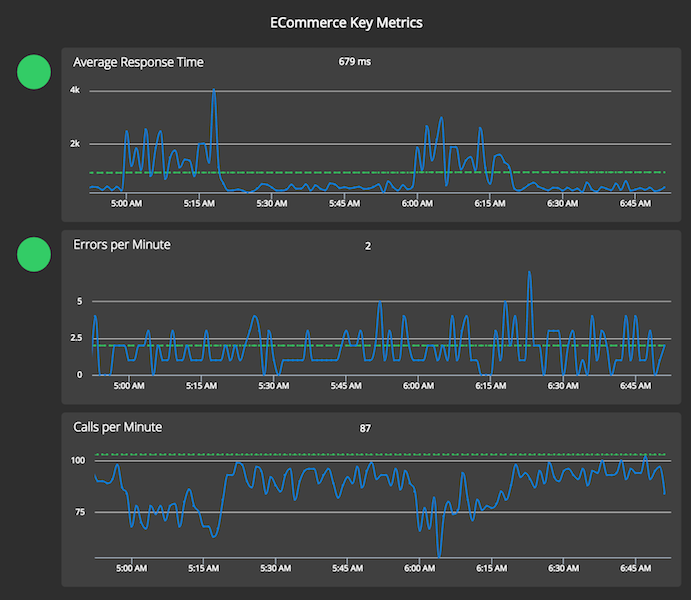 ECommerce Key Metrics
Average Response Time 679 ms
4k
2k
5:00 AM 5:15 AM 5:30 AM 5:45 AM 6:00 AM 6:15 AM 6:30 AM 6:45 AM
Errors per Minute 2
5
2.5
0
5:00 AM 5:15 AM 5:30 AM 5:45 AM 6:00 AM 6:15 AM 6:30 AM 6:45 AM
Calls per Minute 87
100
75
5:00 AM 5:15 AM 5:30 AM 5:45 AM 6:00 AM 6:15 AM 6:30 AM 6:45 AM